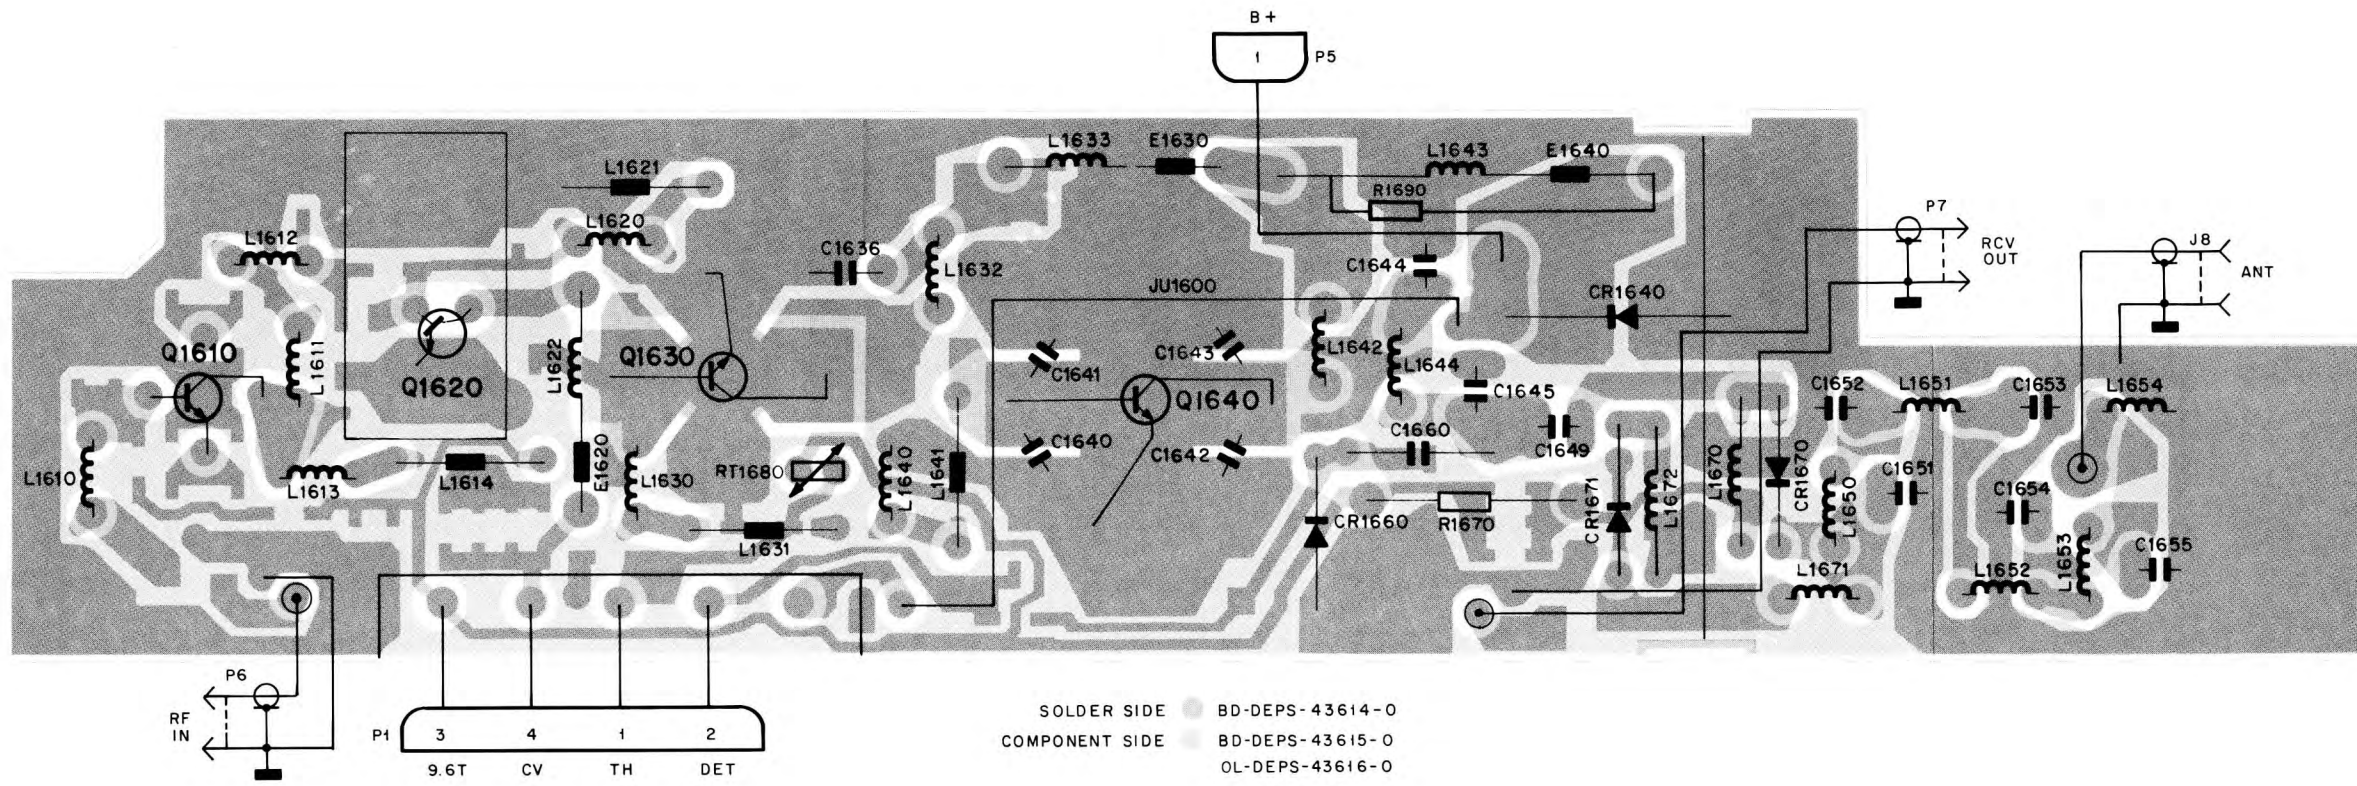 B+
1 P5
L1633 E1630 L1643 E1640
L1621 R1690
P7
L1620
L1612 C1636 L1632 C1644 RCV OUT J8 ANT
JU1600 CR1640
Q1610 L1611 Q1620 L1622 Q1630 C1641 C1643 L1642 L1644
Q1640 C1645 C1652 L1651 C1653 L1654
L1610 L1613 L1614 E1620 L1630 RT1680 L1640 L1641 C1640 C1642 C1660 C1649 L1670 CR1670 C1651
L1631 CR1660 R1670 CR1671 L1672 L1650 C1654
L1671 L1652 L1653 C1655
P6
RF
IN
P1 3 4 1 2
9.6T CV TH DET
SOLDER SIDE BD-DEPS-43614-0
COMPONENT SIDE BD-DEPS-43615-0
OL-DEPS-43616-0